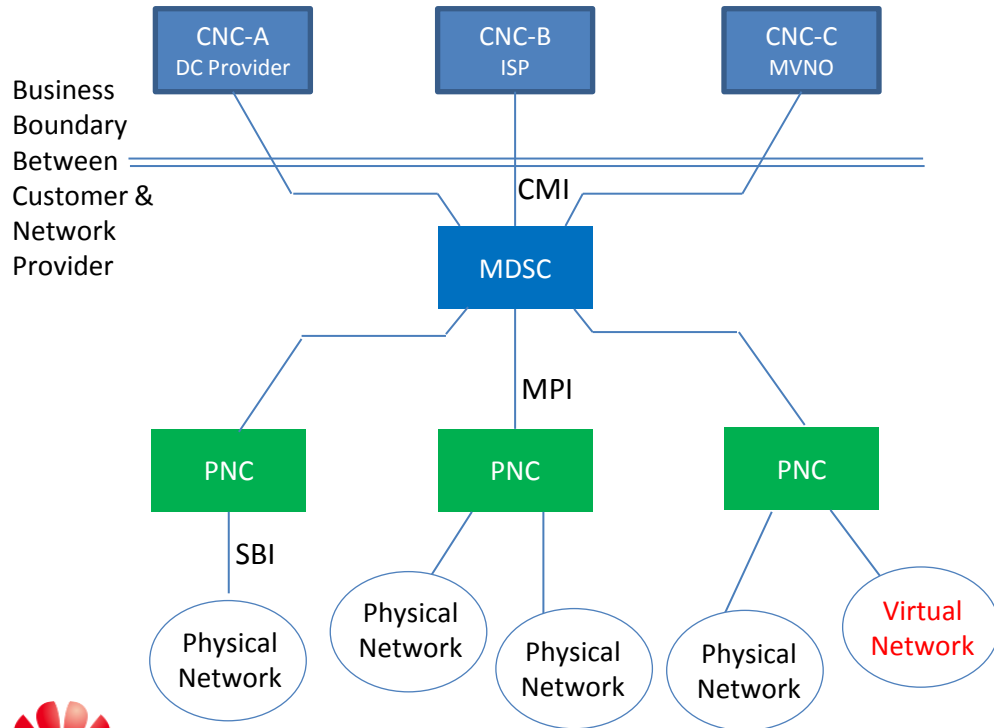 CNC-A
DC Provider
CNC-B
ISP
CNC-C
MVNO
Business
Boundary
Between
Customer &
Network
Provider
CMI
MDSC
MPI
PNC
PNC
PNC
SBI
Physical
Network
Physical
Network
Physical
Network
Physical
Network
Virtual
Network